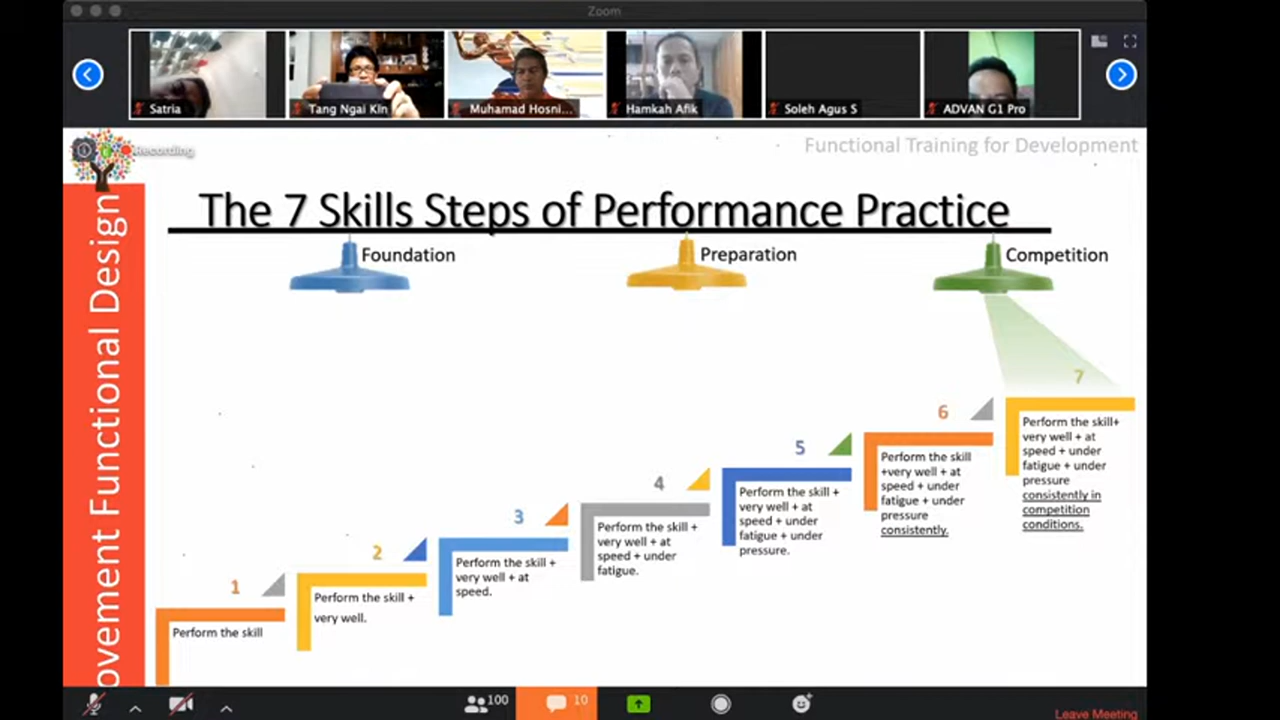 Zoom
Satria
Tang Ngai Kin
Muhamad Hosni...
Hamkah Afik
Soleh Agus S
ADVAN G1 Pro
Recording
Functional Training for Development
ovement Functional Design
The 7 Skills Steps of Performance Practice
Foundation
Preparation
Competition
1
Perform the skill
2
Perform the skill +
very well.
3
Perform the skill +
very well + at
speed.
4
Perform the skill +
very well + at
speed + under
fatigue.
5
Perform the skill +
very well + at
speed + under
fatigue + under
pressure.
6
Perform the skill
+very well + at
speed + under
fatigue + under
pressure
consistently.
7
Perform the skill+
very well + at
speed + under
fatigue + under
pressure
consistently in
competition
conditions.
100
10
Leave Meeting